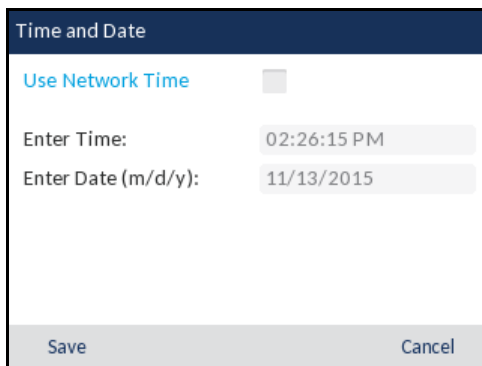 Time and Date
Use Network Time
Enter Time: 02:26:15 PM
Enter Date (m/d/y): 11/13/2015
Save Cancel